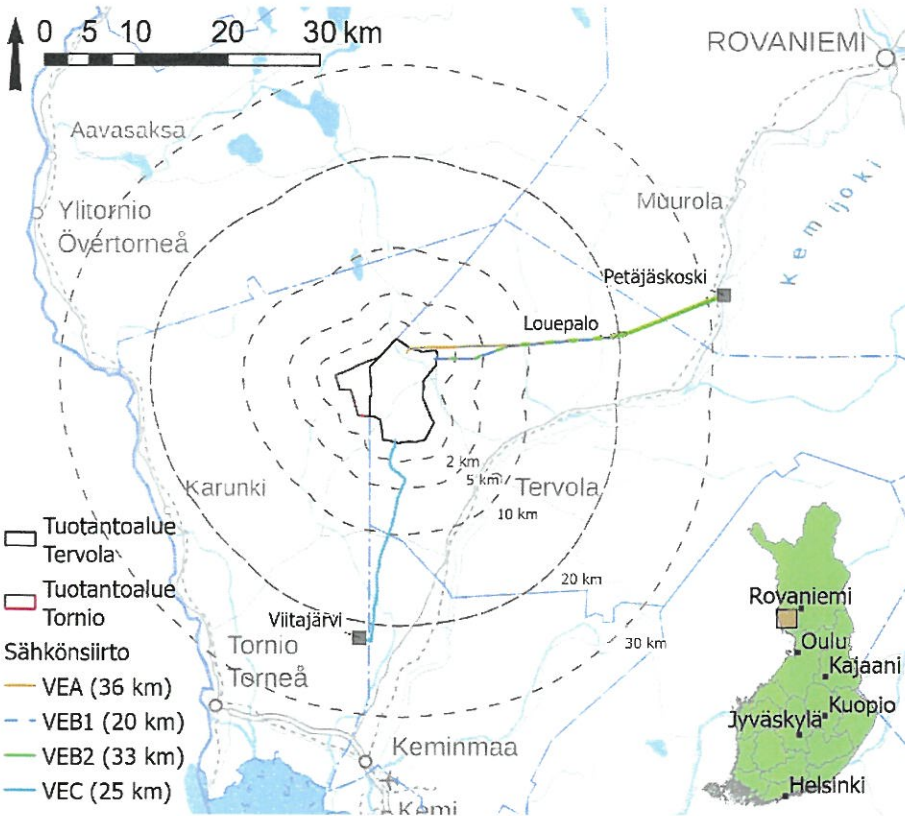 0 5 10 20 30 km
ROVANIEMI
Aavasaksa
Muurola
Kemijoki
Ylitornio
Övertorneå
Petäjäskoski
Louepalo
2 km
5 km
10 km
Karunki
Tervola
20 km
30 km
Viitajärvi
Tornio
Torneå
Keminmaa
Kemi
Tuotantoalue
Tervola
Tuotantoalue
Tornio
Sähkönsiirto
VEA (36 km)
VEB1 (20 km)
VEB2 (33 km)
VEC (25 km)
Rovaniemi
Oulu
Kajaani
Kuopio
Jyväskylä
Helsinki